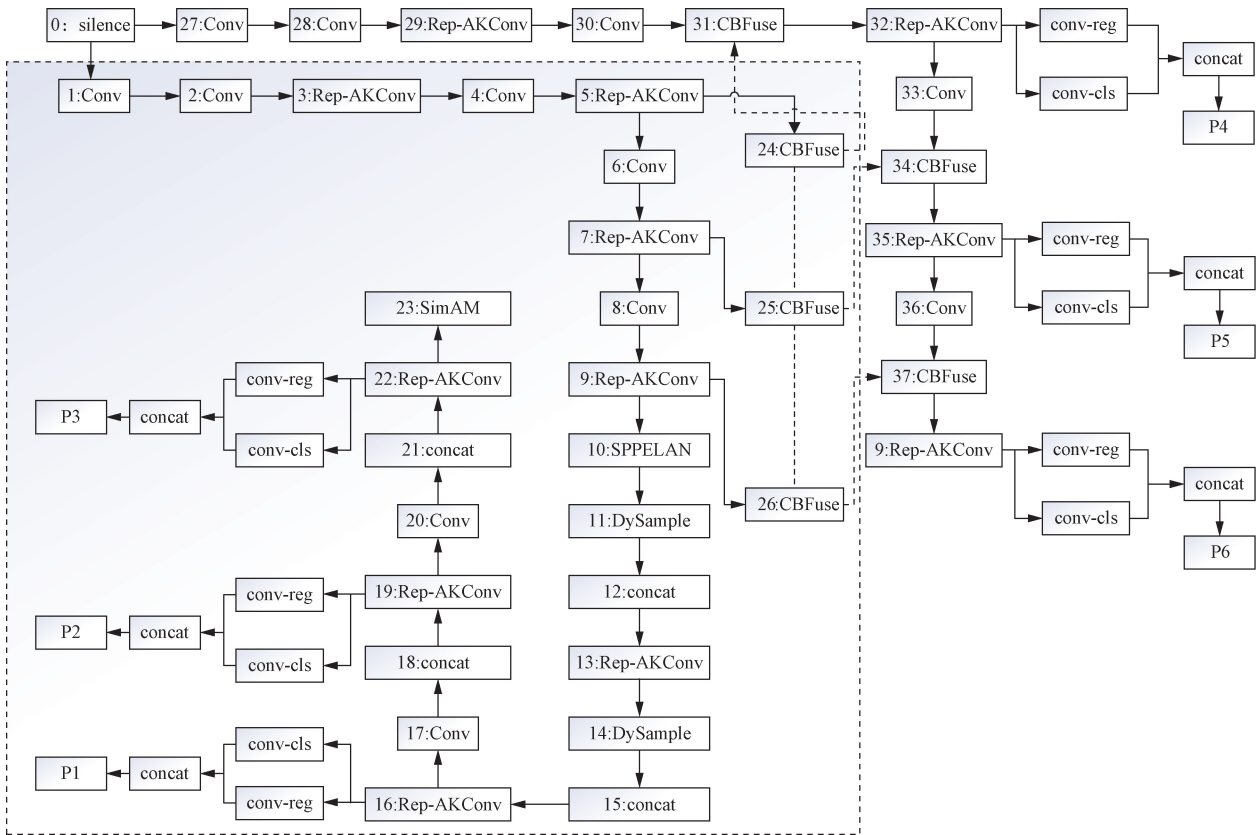 0: silence
27:Conv
28:Conv
29:Rep-AKConv
30:Conv
31:CBFuse
32:Rep-AKConv
conv-reg
conv-cls
concat
P4
1:Conv
2:Conv
3:Rep-AKConv
4:Conv
5:Rep-AKConv
33:Conv
24:CBFuse
34:CBFuse
6:Conv
7:Rep-AKConv
35:Rep-AKConv
conv-reg
conv-cls
concat
P5
23:SimAM
8:Conv
25:CBFuse
36:Conv
conv-reg
22:Rep-AKConv
9:Rep-AKConv
37:CBFuse
P3
concat
conv-cls
21:concat
10:SPPELAN
9:Rep-AKConv
conv-reg
conv-cls
concat
P6
26:CBFuse
20:Conv
11:DySample
conv-reg
19:Rep-AKConv
12:concat
P2
concat
conv-cls
18:concat
13:Rep-AKConv
17:Conv
14:DySample
conv-cls
P1
concat
conv-reg
16:Rep-AKConv
15:concat